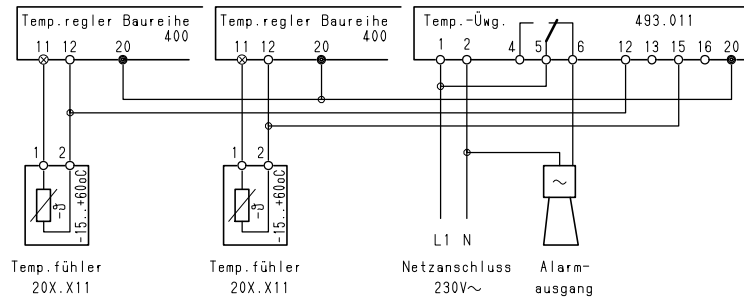 Temp.regler Baureihe
400
Temp.regler Baureihe
400
Temp.-Üwg. 493.011
11 12 20
11 12 20
1 2 4 5 6 12 13 15 16 20
1 2
1 2
-ϑ
-15...+60oC
-ϑ
-15...+60oC
~
L1 N
Temp.fühler
20X.X11
Temp.fühler
20X.X11
Netzanschluss
230V~
Alarm-
ausgang